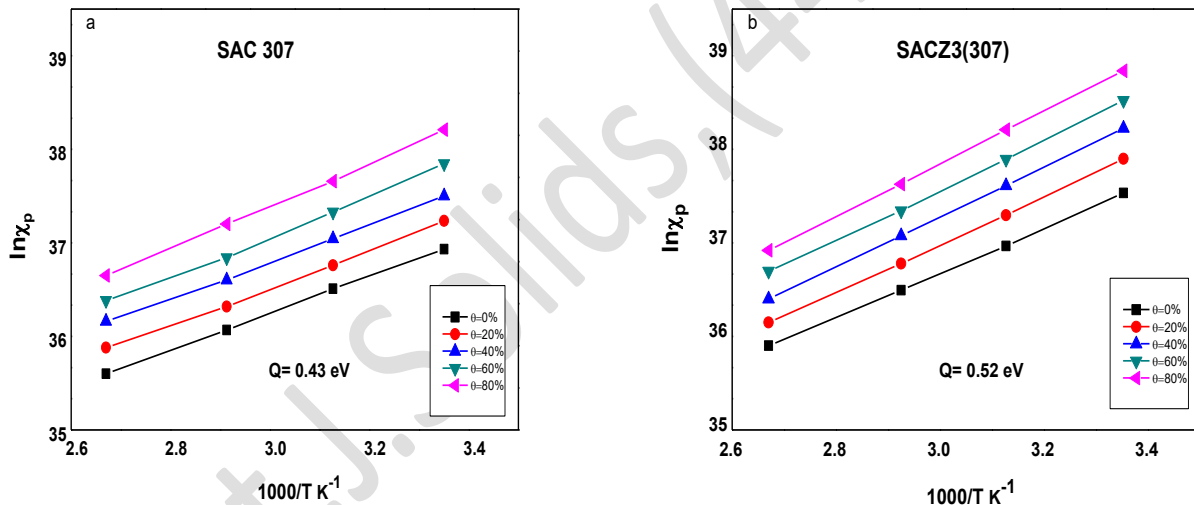 a
SAC 307
39
38
37
36
35
lnχp
2.6 2.8 3.0 3.2 3.4
1000/T K-1
θ=0%
θ=20%
θ=40%
θ=60%
θ=80%
Q= 0.43 eV
b
SACZ3(307)
39
38
37
36
35
lnχp
2.6 2.8 3.0 3.2 3.4
1000/T K-1
θ=0%
θ=20%
θ=40%
θ=60%
θ=80%
Q= 0.52 eV
t.J.Solids,(4